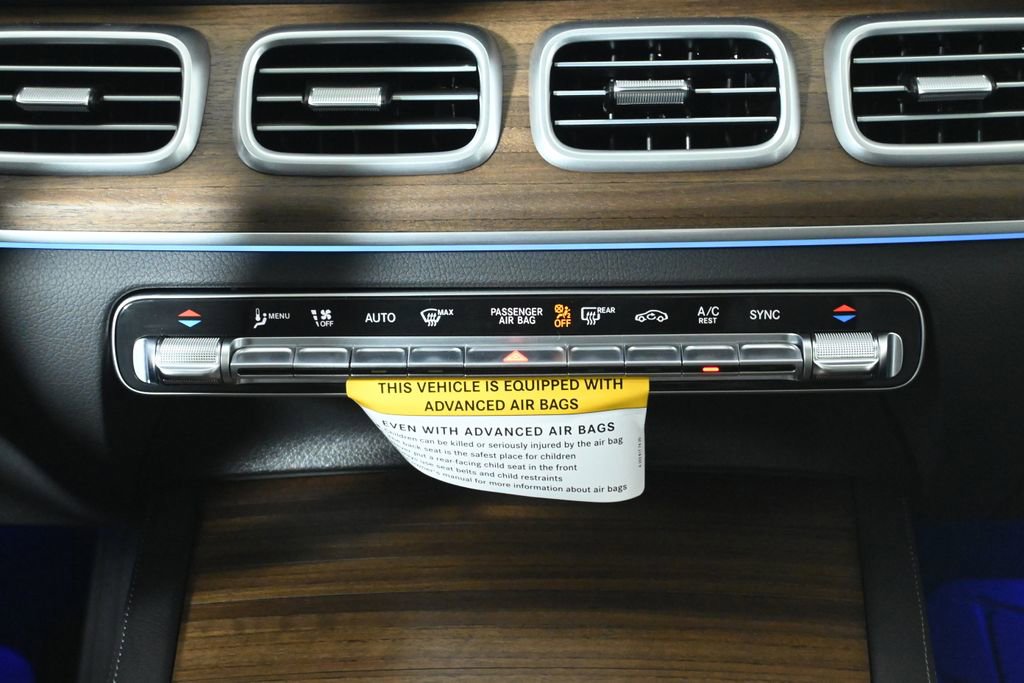 MENU
OFF
AUTO
MAX
PASSENGER
AIR BAG
OFF
REAR
A/C
REST
SYNC
THIS VEHICLE IS EQUIPPED WITH
ADVANCED AIR BAGS
EVEN WITH ADVANCED AIR BAGS
Children can be killed or seriously injured by the air bag
back seat is the safest place for children
put a rear-facing child seat in the front
use seat belts and child restraints
manual for more information about air bags